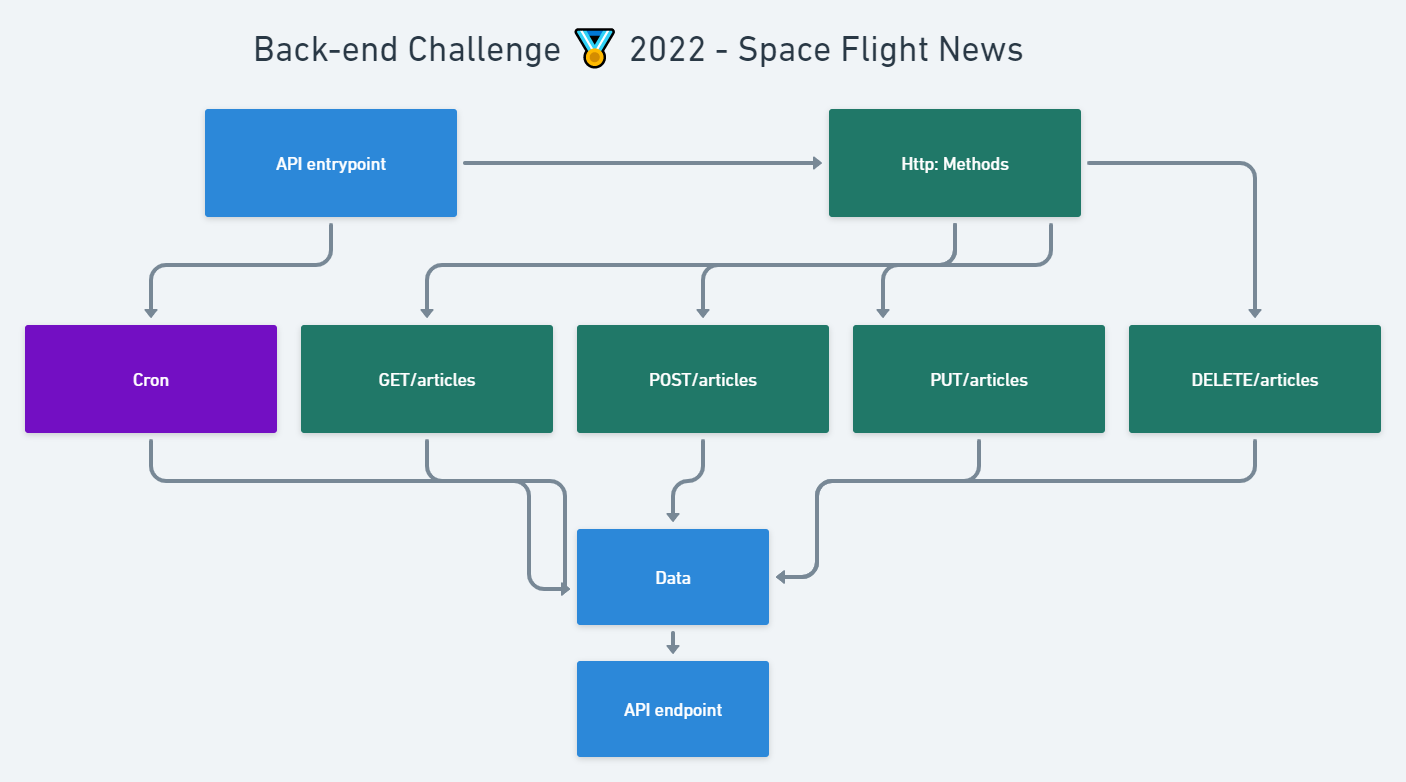 Back-end Challenge 🏅 2022 - Space Flight News
API entrypoint
Http: Methods
Cron
GET/articles
POST/articles
PUT/articles
DELETE/articles
Data
API endpoint